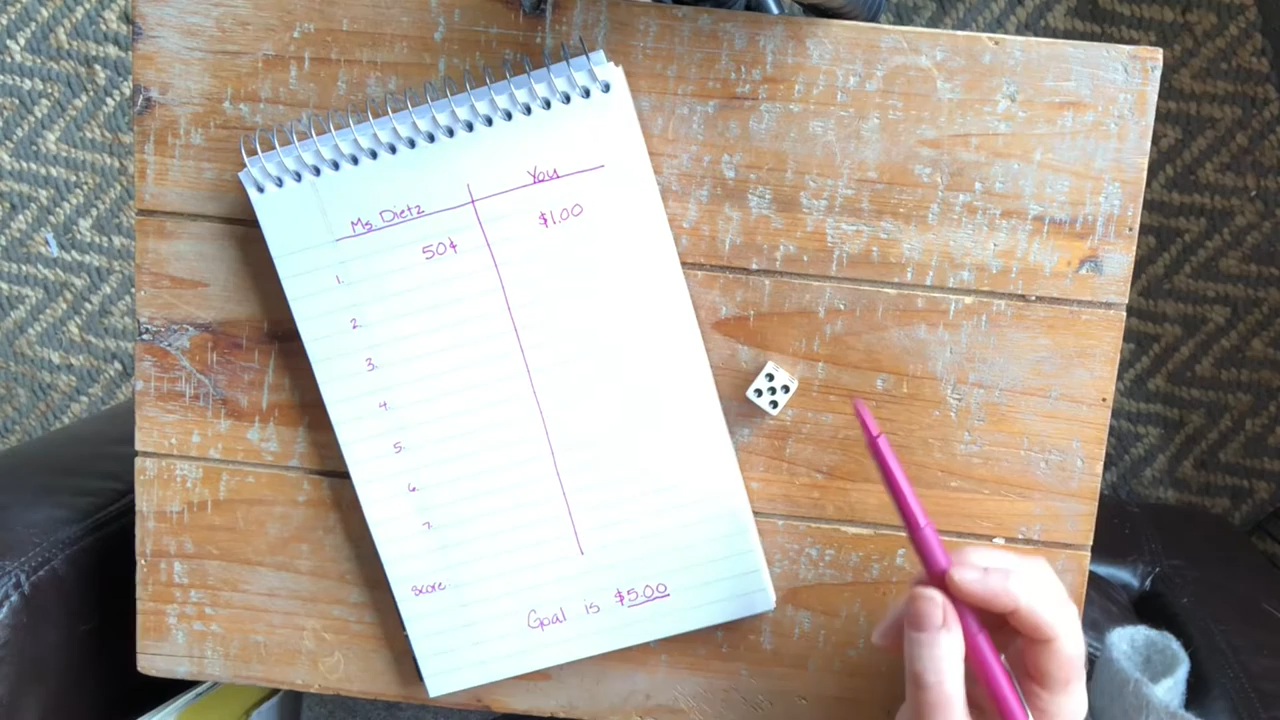 Ms. Dietz You
50¢ $1.00
1.
2.
3.
4.
5.
6.
7.
score.
Goal is $5.00